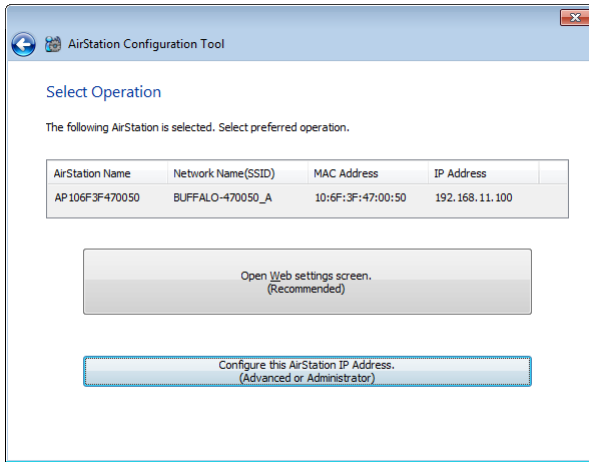 AirStation Configuration Tool
Select Operation
The following AirStation is selected. Select preferred operation.
AirStation Name Network Name(SSID) MAC Address IP Address
AP106F3F470050 BUFFALO-470050_A 10:6F:3F:47:00:50 192.168.11.100
Open Web settings screen.
(Recommended)
Configure this AirStation IP Address.
(Advanced or Administrator)